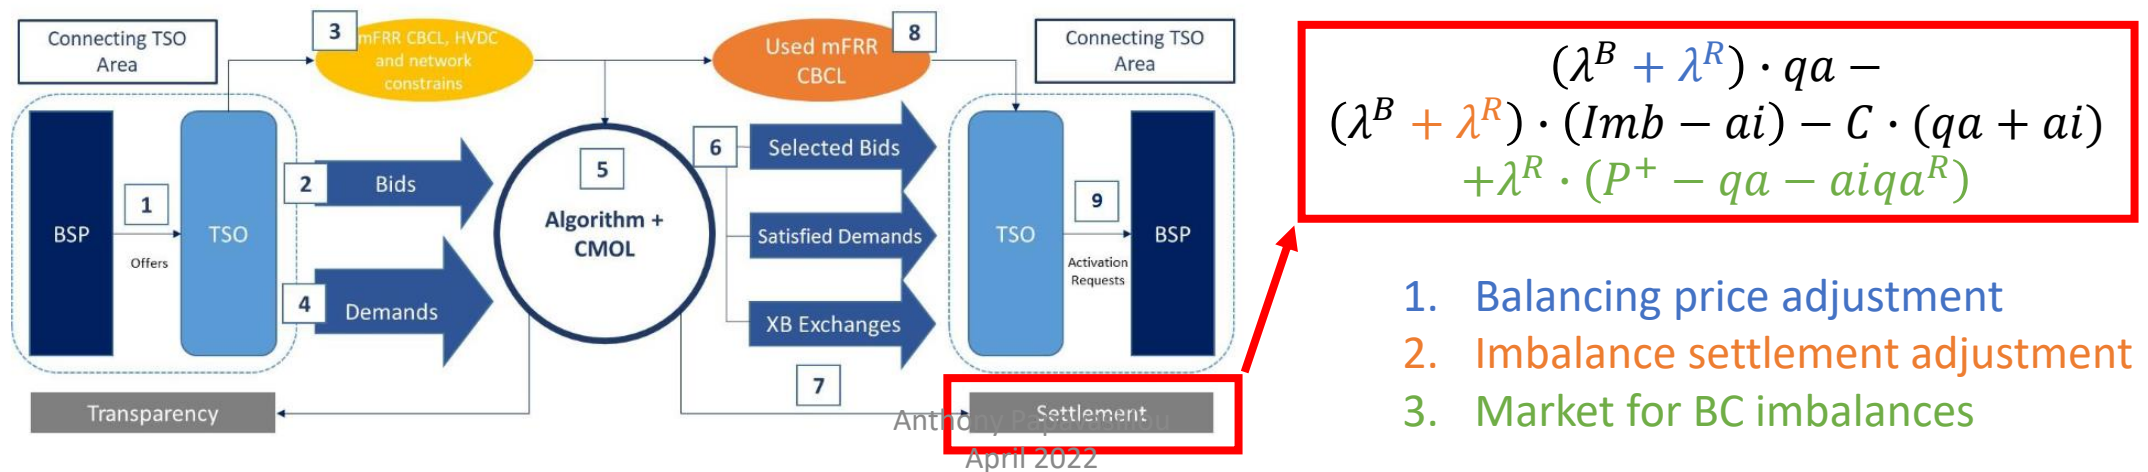 Connecting TSO
Area
3
mFRR CBCL, HVDC
and network
constrains
Used mFRR
CBCL
8
Connecting TSO
Area
BSP
1
Offers
TSO
2
Bids
4
Demands
5
Algorithm +
CMOL
6
Selected Bids
Satisfied Demands
XB Exchanges
7
TSO
9
Activation
Requests
BSP
Transparency
Settlement
Anthony Papavasiliou
April 2022
(λ^B + λ^R) · qa −
(λ^B + λ^R) · (Imb − ai) − C · (qa + ai)
+λ^R · (P^+ − qa − aiqa^R)
1. Balancing price adjustment
2. Imbalance settlement adjustment
3. Market for BC imbalances